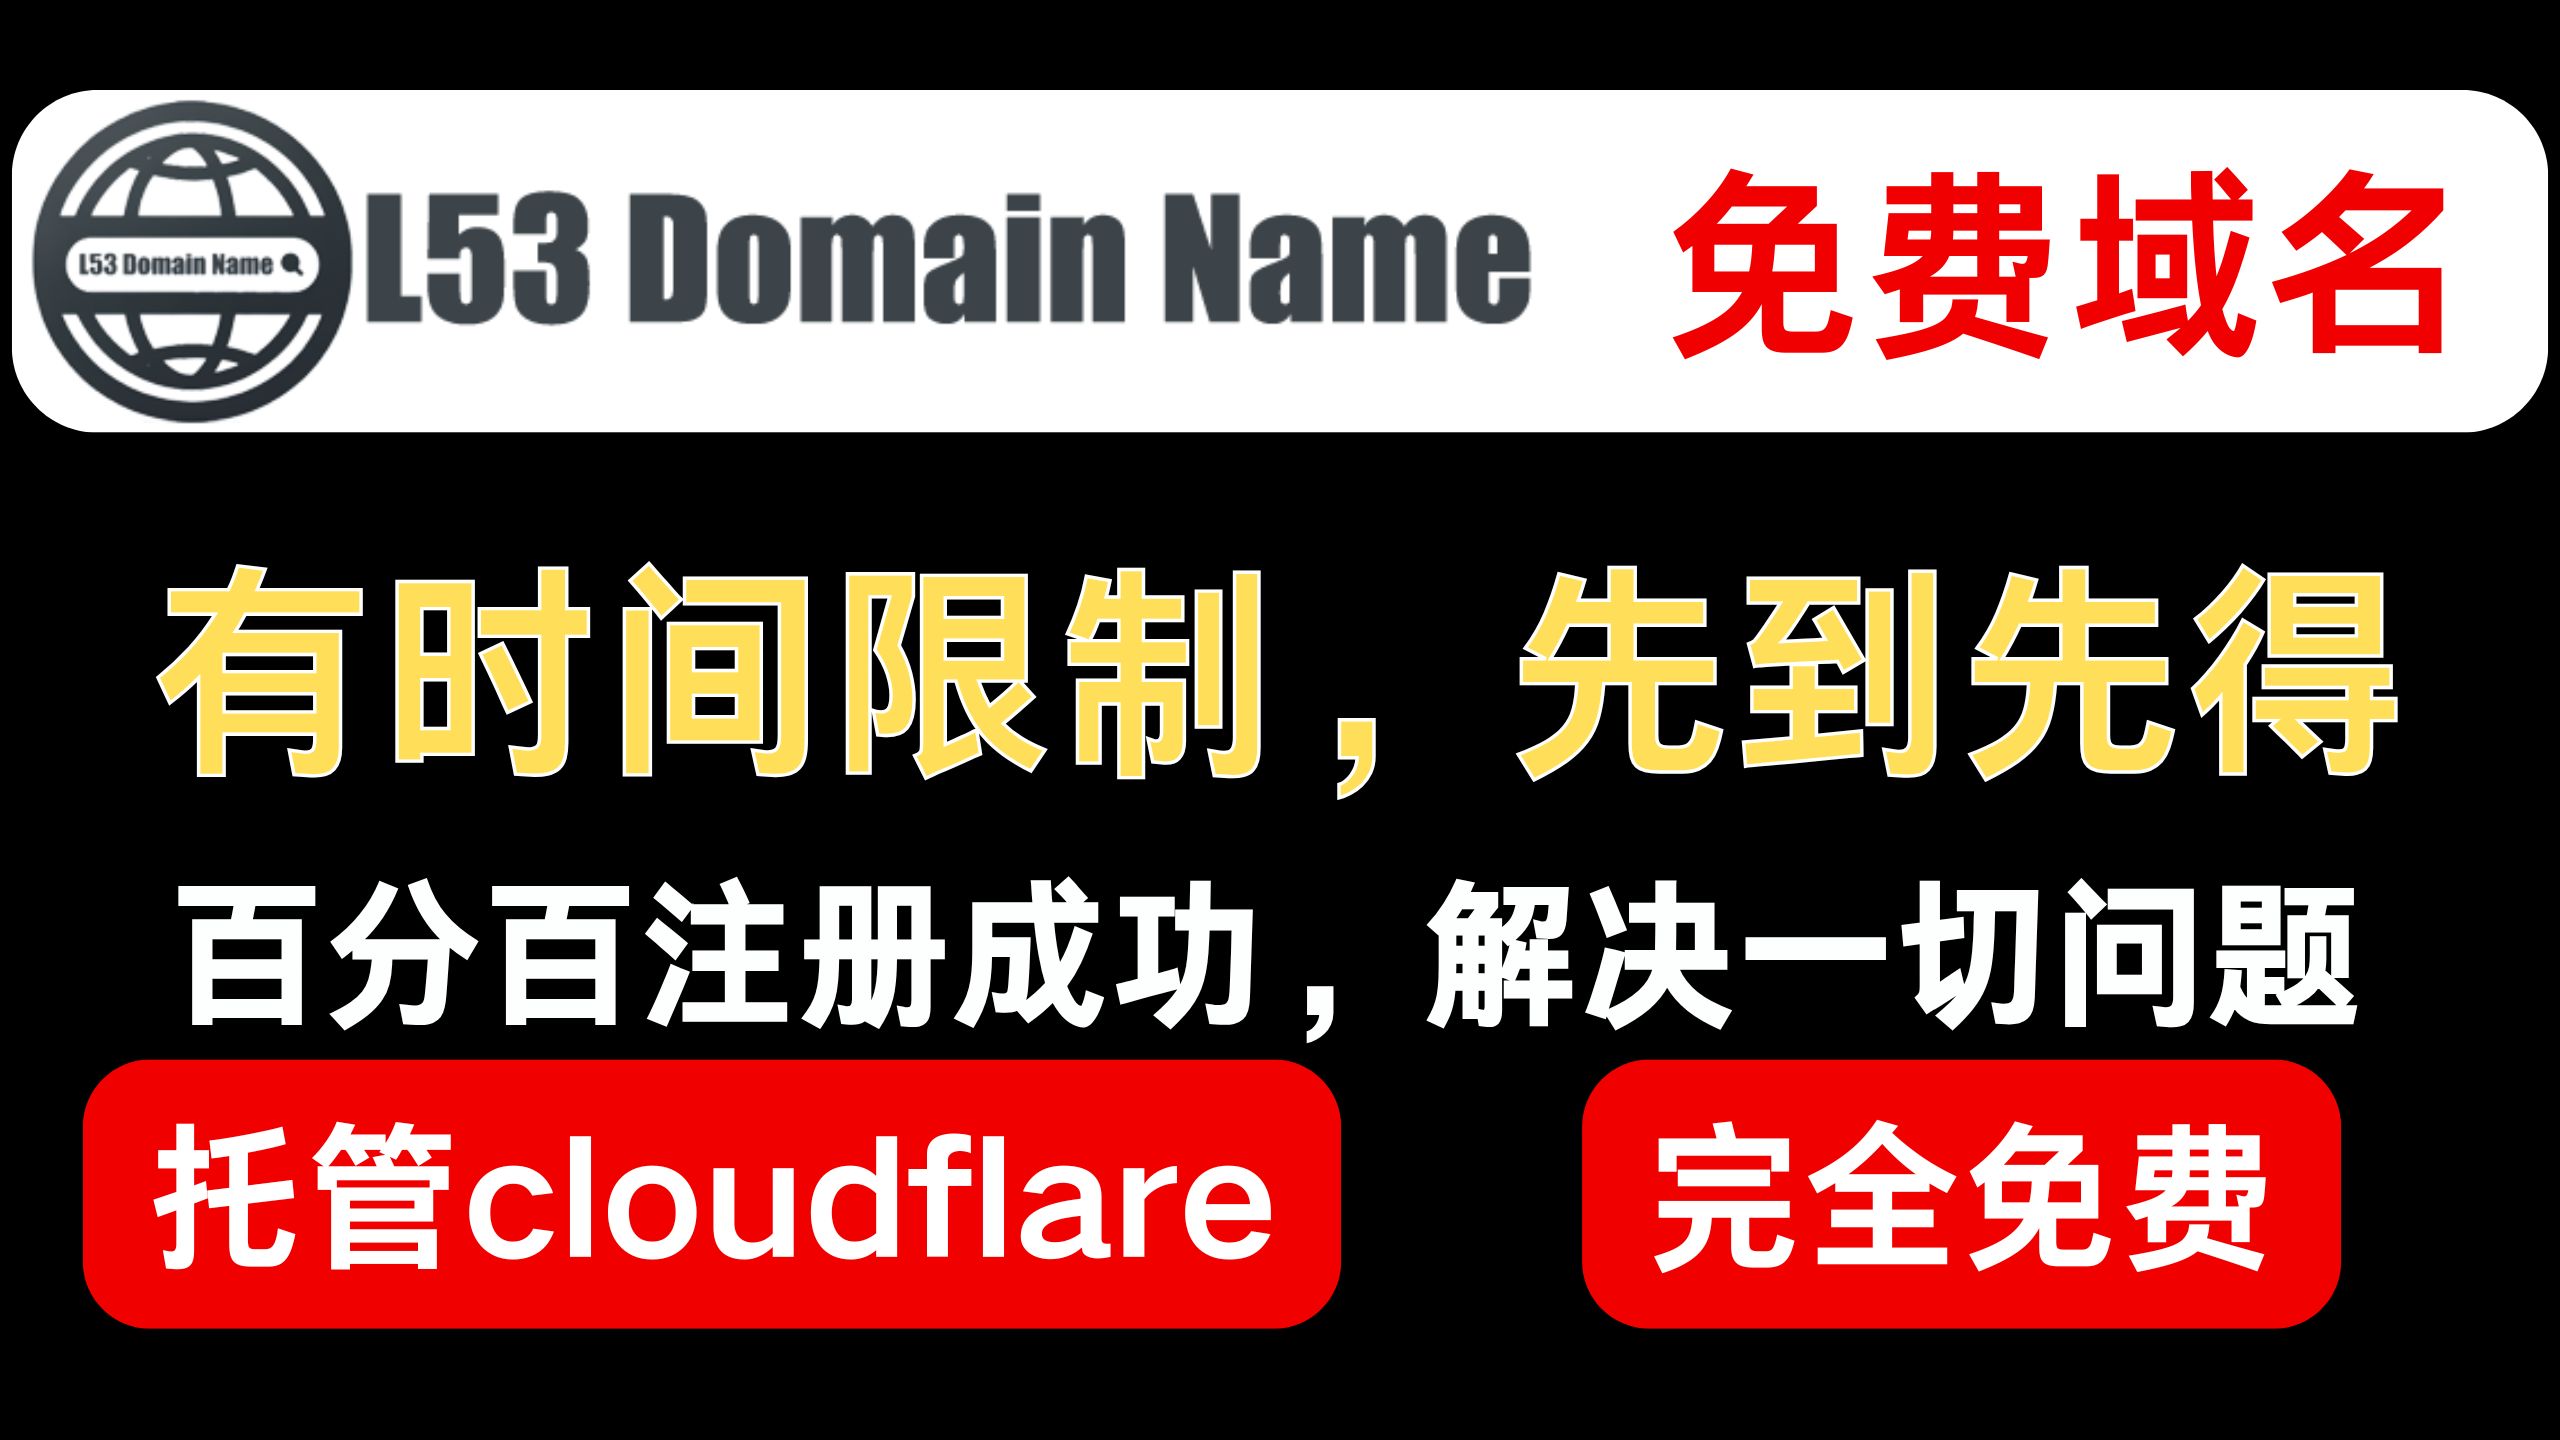 L53 Domain Name
L53 Domain Name 免费域名
有时间限制，先到先得
百分百注册成功，解决一切问题
托管cloudflare 完全免费